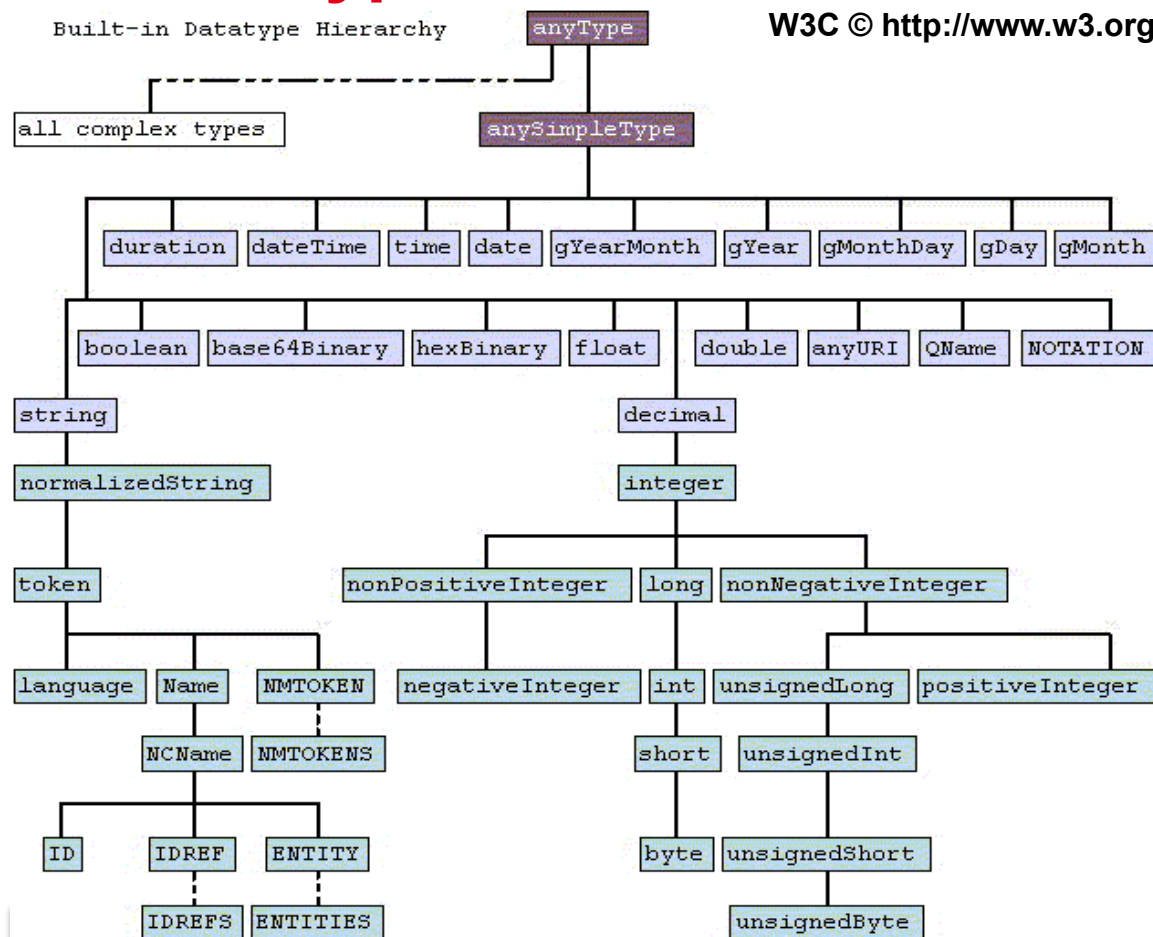 Built-in Datatype Hierarchy
anyType
W3C © http://www.w3.org
all complex types
anySimpleType
duration dateTime time date gYearMonth gYear gMonthDay gDay gMonth
boolean base64Binary hexBinary float double anyURI QName NOTATION
string decimal
normalizedString integer
token nonPositiveInteger long nonNegativeInteger
language Name NMTOKEN negativeInteger int unsignedLong positiveInteger
NCName NMTOKENS short unsignedInt
ID IDREF ENTITY byte unsignedShort
IDREFS ENTITIES unsignedByte